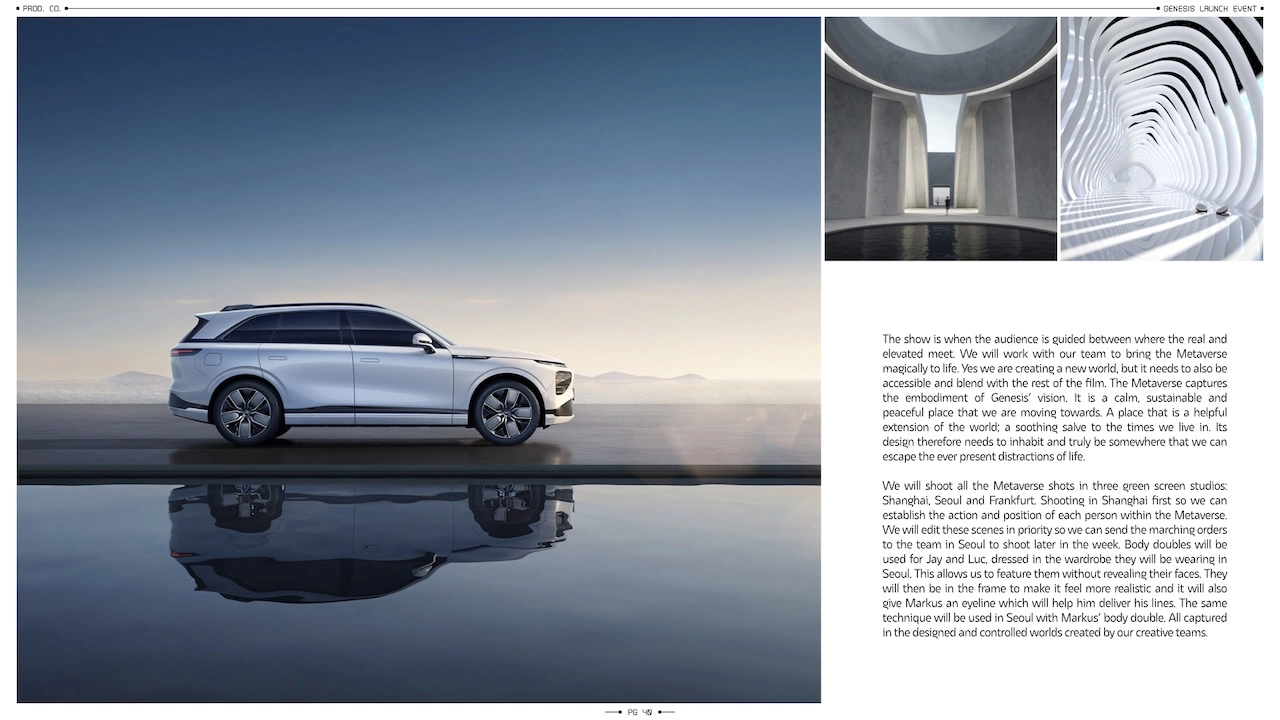 PROD. CO.
GENESIS LAUNCH EVENT
The show is when the audience is guided between where the real and
elevated meet. We will work with our team to bring the Metaverse
magically to life. Yes we are creating a new world, but it needs to also be
accessible and blend with the rest of the film. The Metaverse captures
the embodiment of Genesis' vision. It is a calm, sustainable and
peaceful place that we are moving towards. A place that is a helpful
extension of the world; a soothing salve to the times we live in. Its
design therefore needs to inhabit and truly be somewhere that we can
escape the ever present distractions of life.
We will shoot all the Metaverse shots in three green screen studios:
Shanghai, Seoul and Frankfurt. Shooting in Shanghai first so we can
establish the action and position of each person within the Metaverse.
We will edit these scenes in priority so we can send the marching orders
to the team in Seoul to shoot later in the week. Body doubles will be
used for Jay and Luc, dressed in the wardrobe they will be wearing in
Seoul. This allows us to feature them without revealing their faces. They
will then be in the frame to make it feel more realistic and it will also
give Markus an eyeline which will help him deliver his lines. The same
technique will be used in Seoul with Markus' body double. All captured
in the designed and controlled worlds created by our creative teams.
PG 40